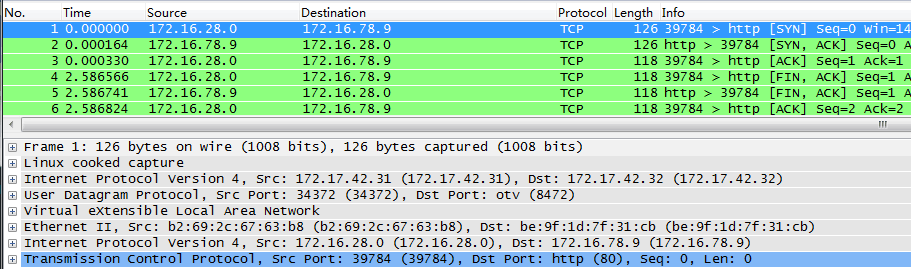 No. Time Source Destination Protocol Length Info
1 0.000000 172.16.28.0 172.16.78.9 TCP 126 39784 > http [SYN] Seq=0 Win=14
2 0.000164 172.16.78.9 172.16.28.0 TCP 126 http > 39784 [SYN, ACK] Seq=0 A
3 0.000330 172.16.28.0 172.16.78.9 TCP 118 39784 > http [ACK] Seq=1 Ack=1
4 2.586566 172.16.28.0 172.16.78.9 TCP 118 39784 > http [FIN, ACK] Seq=1 A
5 2.586741 172.16.78.9 172.16.28.0 TCP 118 http > 39784 [FIN, ACK] Seq=1 A
6 2.586824 172.16.28.0 172.16.78.9 TCP 118 39784 > http [ACK] Seq=2 Ack=2
Frame 1: 126 bytes on wire (1008 bits), 126 bytes captured (1008 bits)
Linux cooked capture
Internet Protocol Version 4, Src: 172.17.42.31 (172.17.42.31), Dst: 172.17.42.32 (172.17.42.32)
User Datagram Protocol, Src Port: 34372 (34372), Dst Port: otv (8472)
Virtual eXtensible Local Area Network
Ethernet II, Src: b2:69:2c:67:63:b8 (b2:69:2c:67:63:b8), Dst: be:9f:1d:7f:31:cb (be:9f:1d:7f:31:cb)
Internet Protocol Version 4, Src: 172.16.28.0 (172.16.28.0), Dst: 172.16.78.9 (172.16.78.9)
Transmission Control Protocol, Src Port: 39784 (39784), Dst Port: http (80), Seq: 0, Len: 0